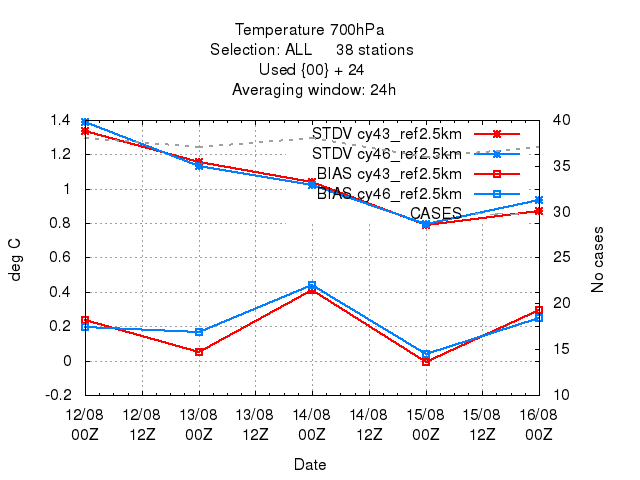 Temperature 700hPa
Selection: ALL 38 stations
Used {00} + 24
Averaging window: 24h
STDV cy43_ref2.5km
STDV cy46_ref2.5km
BIAS cy43_ref2.5km
BIAS cy46_ref2.5km
CASES
1.4
1.2
1
0.8
0.6
0.4
0.2
0
-0.2
deg C
40
35
30
25
20
15
10
No cases
12/08 12/08 13/08 13/08 14/08 14/08 15/08 15/08 16/08
00Z 12Z 00Z 12Z 00Z 12Z 00Z 12Z 00Z
Date